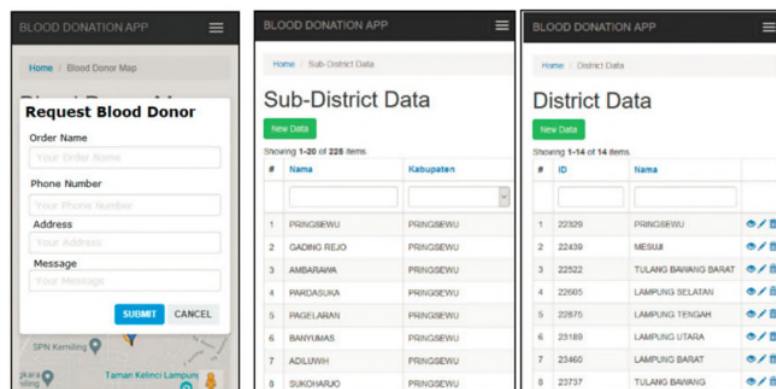 BLOOD DONATION APP
Home / Blood Donor Map
Request Blood Donor
Order Name
Your Order Name
Phone Number
Your Phone Number
Address
Your Address
Message
Your Message
SUBMIT CANCEL
SPN Kemiling
Taman Kelinci Lampung
BLOOD DONATION APP
Home / Sub-District Data
Sub-District Data
New Data
Showing 1-20 of 225 items.
# Nama Kabupaten
1 PRINGSEWU PRINGSEWU
2 GADING REJO PRINGSEWU
3 AMBARAWA PRINGSEWU
4 PARDASUKA PRINGSEWU
5 PAGELARAN PRINGSEWU
6 BANYUMAS PRINGSEWU
7 ADILUWIH PRINGSEWU
8 SUKOHARJO PRINGSEWU
BLOOD DONATION APP
Home / District Data
District Data
New Data
Showing 1-14 of 14 items.
# ID Nama
1 22329 PRINGSEWU
2 22439 MESUJI
3 22522 TULANG BAWANG BARAT
4 22605 LAMPUNG SELATAN
5 22875 LAMPUNG TENGAH
6 23189 LAMPUNG UTARA
7 23460 LAMPUNG BARAT
8 23737 TULANG BAWANG